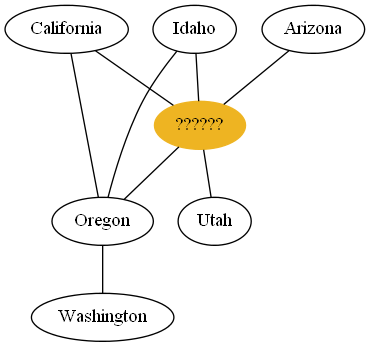 California
Idaho
Arizona
??????
Oregon
Utah
Washington